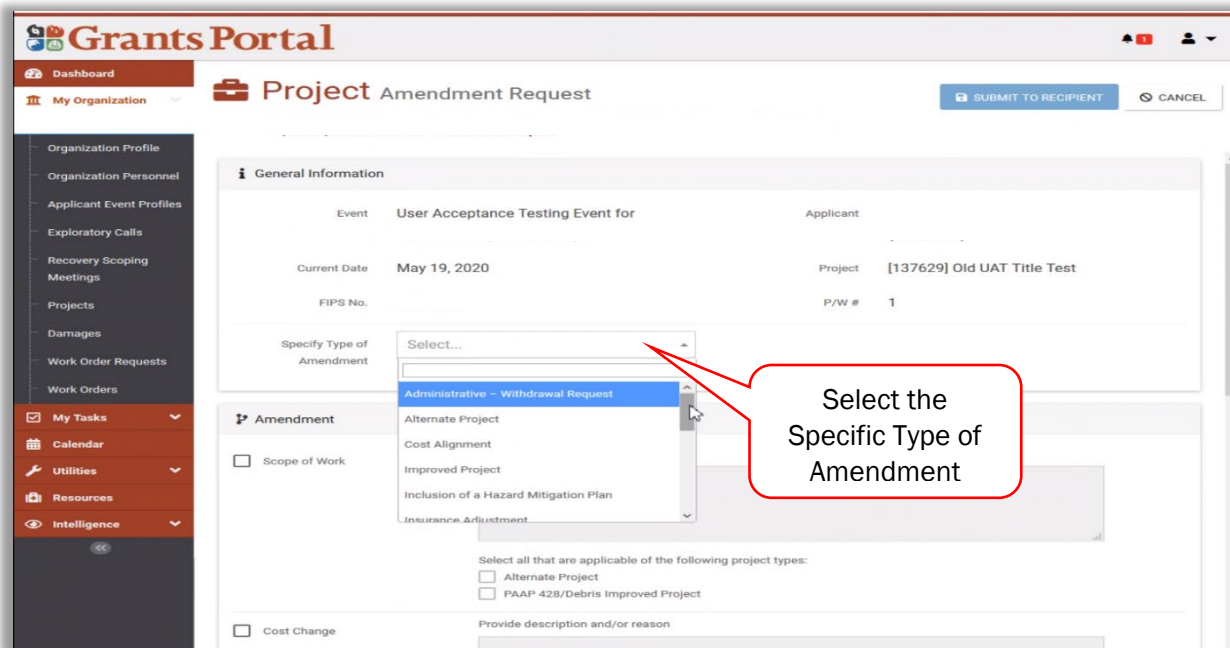 Grants Portal
1
Dashboard
My Organization
Project Amendment Request
SUBMIT TO RECIPIENT
CANCEL
Organization Profile
Organization Personnel
Applicant Event Profiles
Exploratory Calls
Recovery Scoping
Meetings
Projects
Damages
Work Order Requests
Work Orders
My Tasks
Calendar
Utilities
Resources
Intelligence
General Information
Event User Acceptance Testing Event for
Applicant
Current Date May 19, 2020
Project [137629] Old UAT Title Test
FIPS No.
P/W # 1
Specify Type of
Amendment
Select...
Administrative – Withdrawal Request
Alternate Project
Cost Alignment
Improved Project
Inclusion of a Hazard Mitigation Plan
Insurance Adjustment
Select the
Specific Type of
Amendment
Amendment
Scope of Work
Select all that are applicable of the following project types:
Alternate Project
PAAP 428/Debris Improved Project
Cost Change
Provide description and/or reason